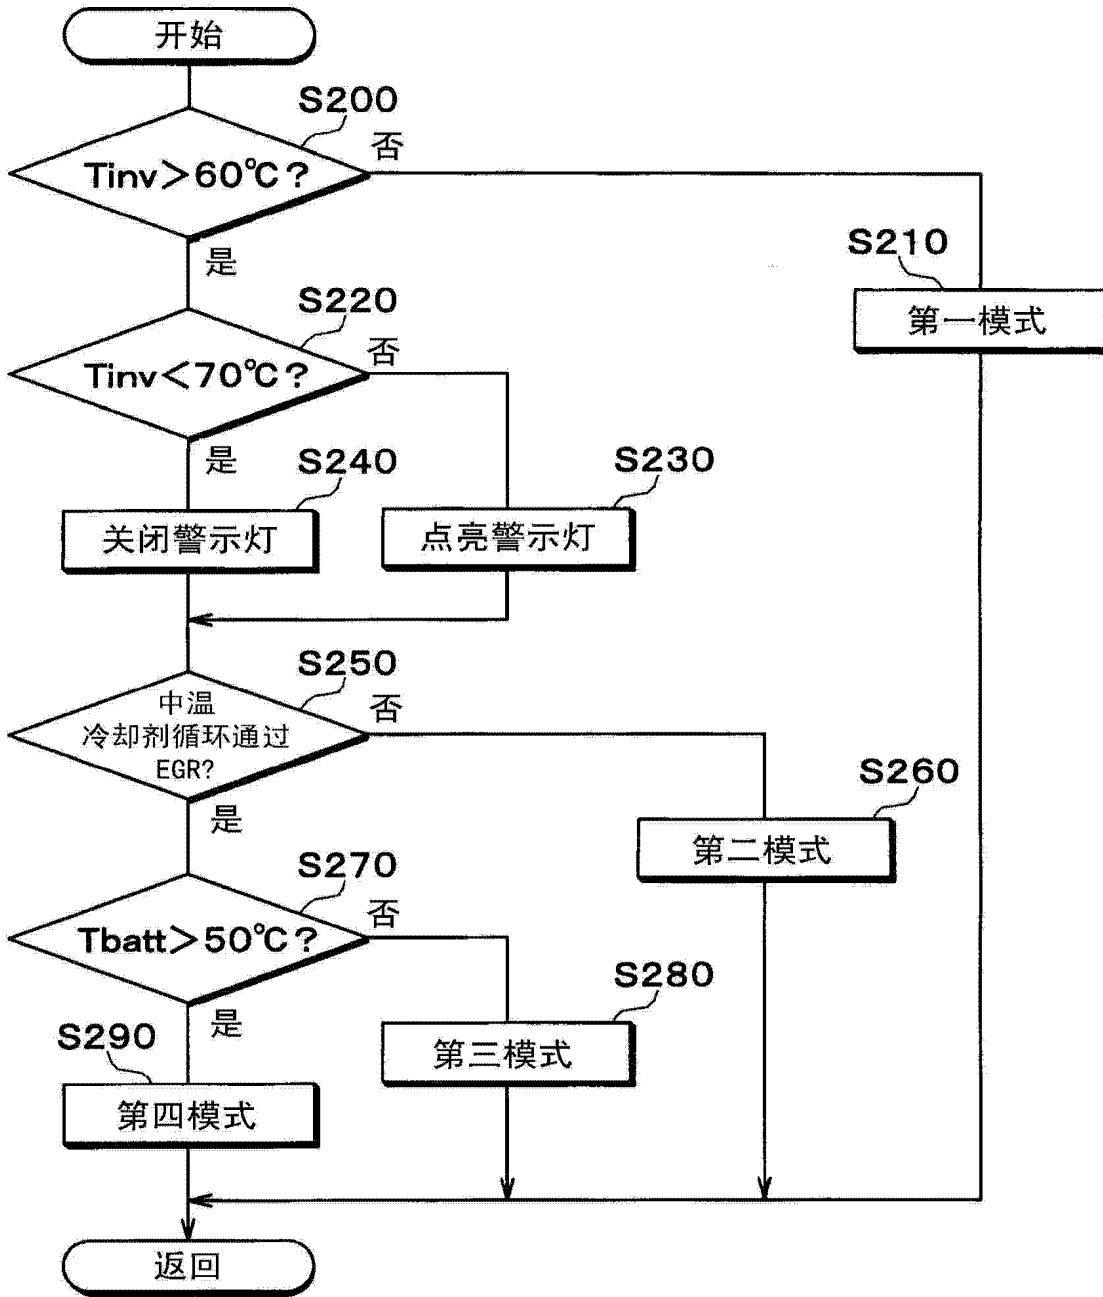 开始
S200
Tinv>60℃?
否
是
S210
第一模式
S220
Tinv<70℃?
否
是
S240
关闭警示灯
S230
点亮警示灯
S250
中温
冷却剂循环通过
EGR?
否
是
S260
第二模式
S270
Tbatt>50℃?
否
是
S280
第三模式
S290
第四模式
返回